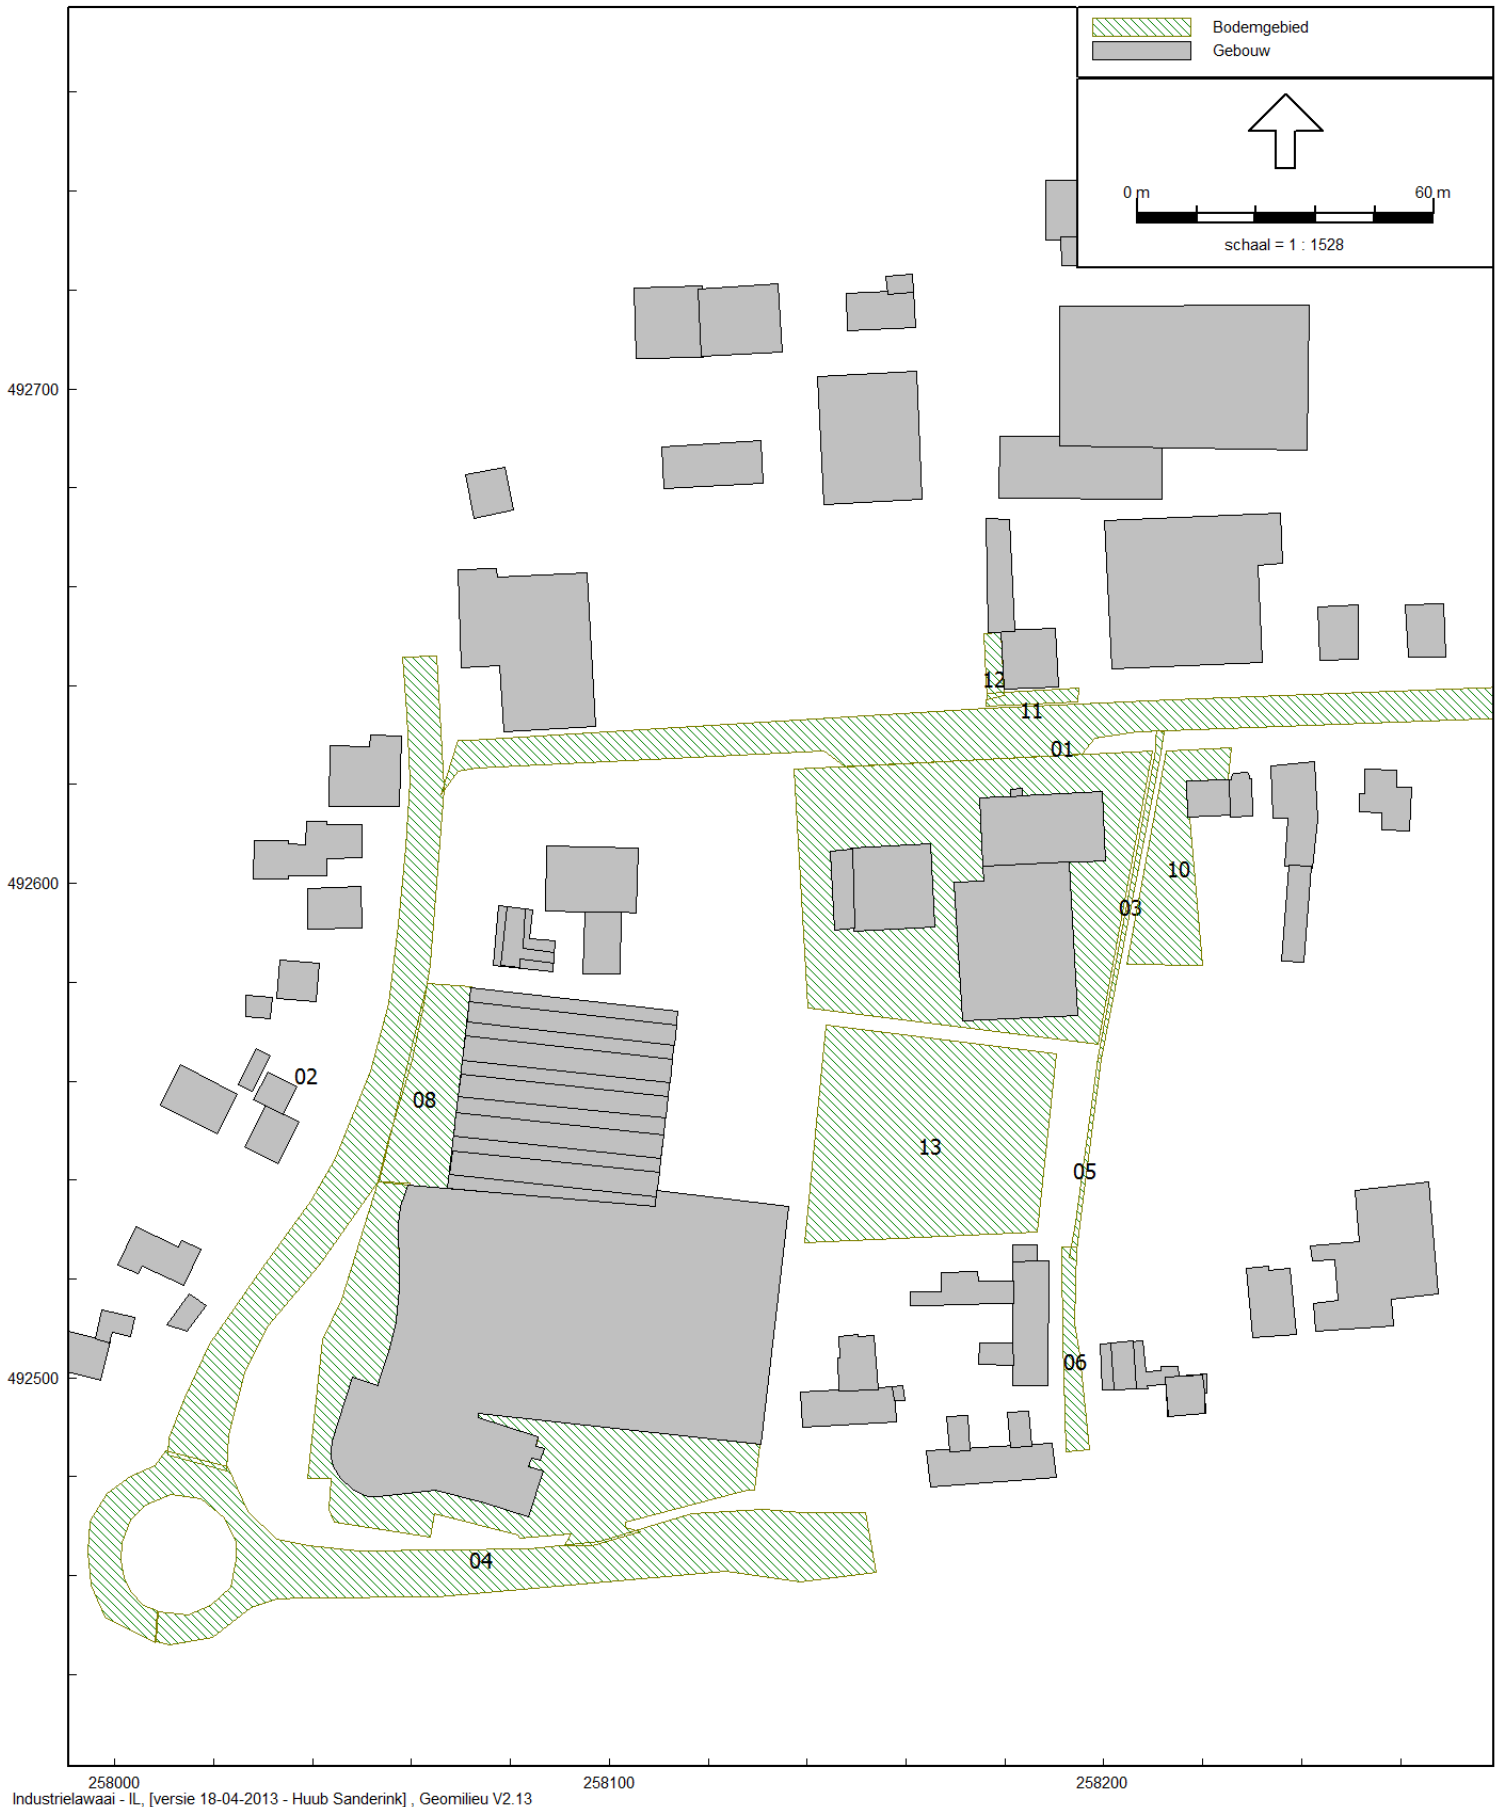 Bodemgebied
Gebouw
0 m 60 m
schaal = 1 : 1528
492700
12
11
01
492600
10
03
02
08
13
05
492500
06
04
258000 258100 258200
Industrielawaai - IL, [versie 18-04-2013 - Huub Sanderink] , Geomilieu V2.13